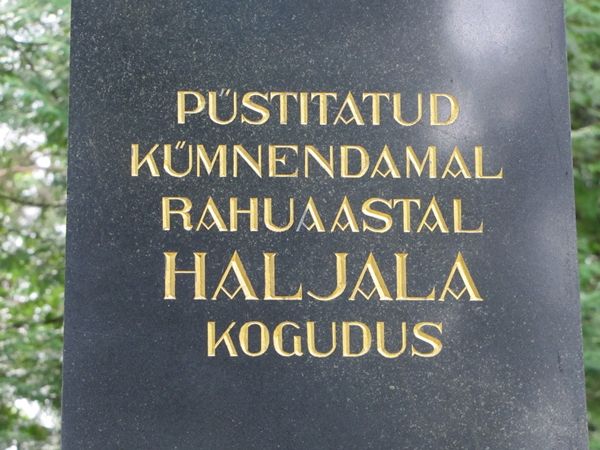 PÜSTITATUD
KÜMNENDAMAL
RAHUAASTAL
HALJALA
KOGUDUS